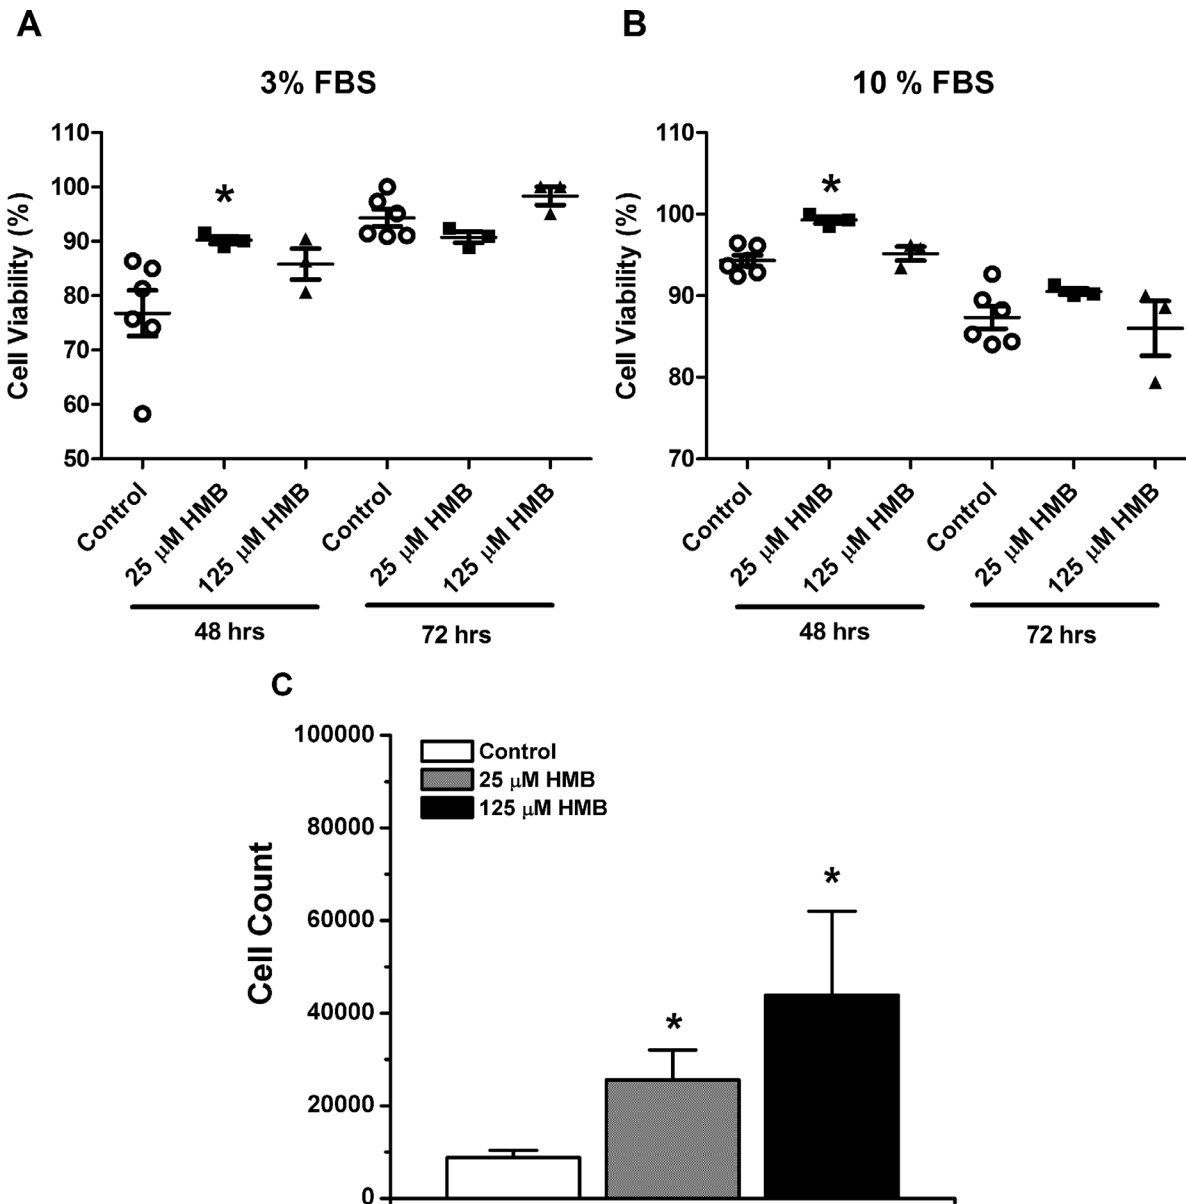 A
3% FBS
Cell Viability (%)
110
100
90
80
70
60
50
*
Control
25 μM HMB
125 μM HMB
Control
25 μM HMB
125 μM HMB
48 hrs
72 hrs
B
10 % FBS
Cell Viability (%)
110
100
90
80
70
*
Control
25 μM HMB
125 μM HMB
Control
25 μM HMB
125 μM HMB
48 hrs
72 hrs
C
Cell Count
100000
80000
60000
40000
20000
0
Control
25 μM HMB
125 μM HMB
*
*